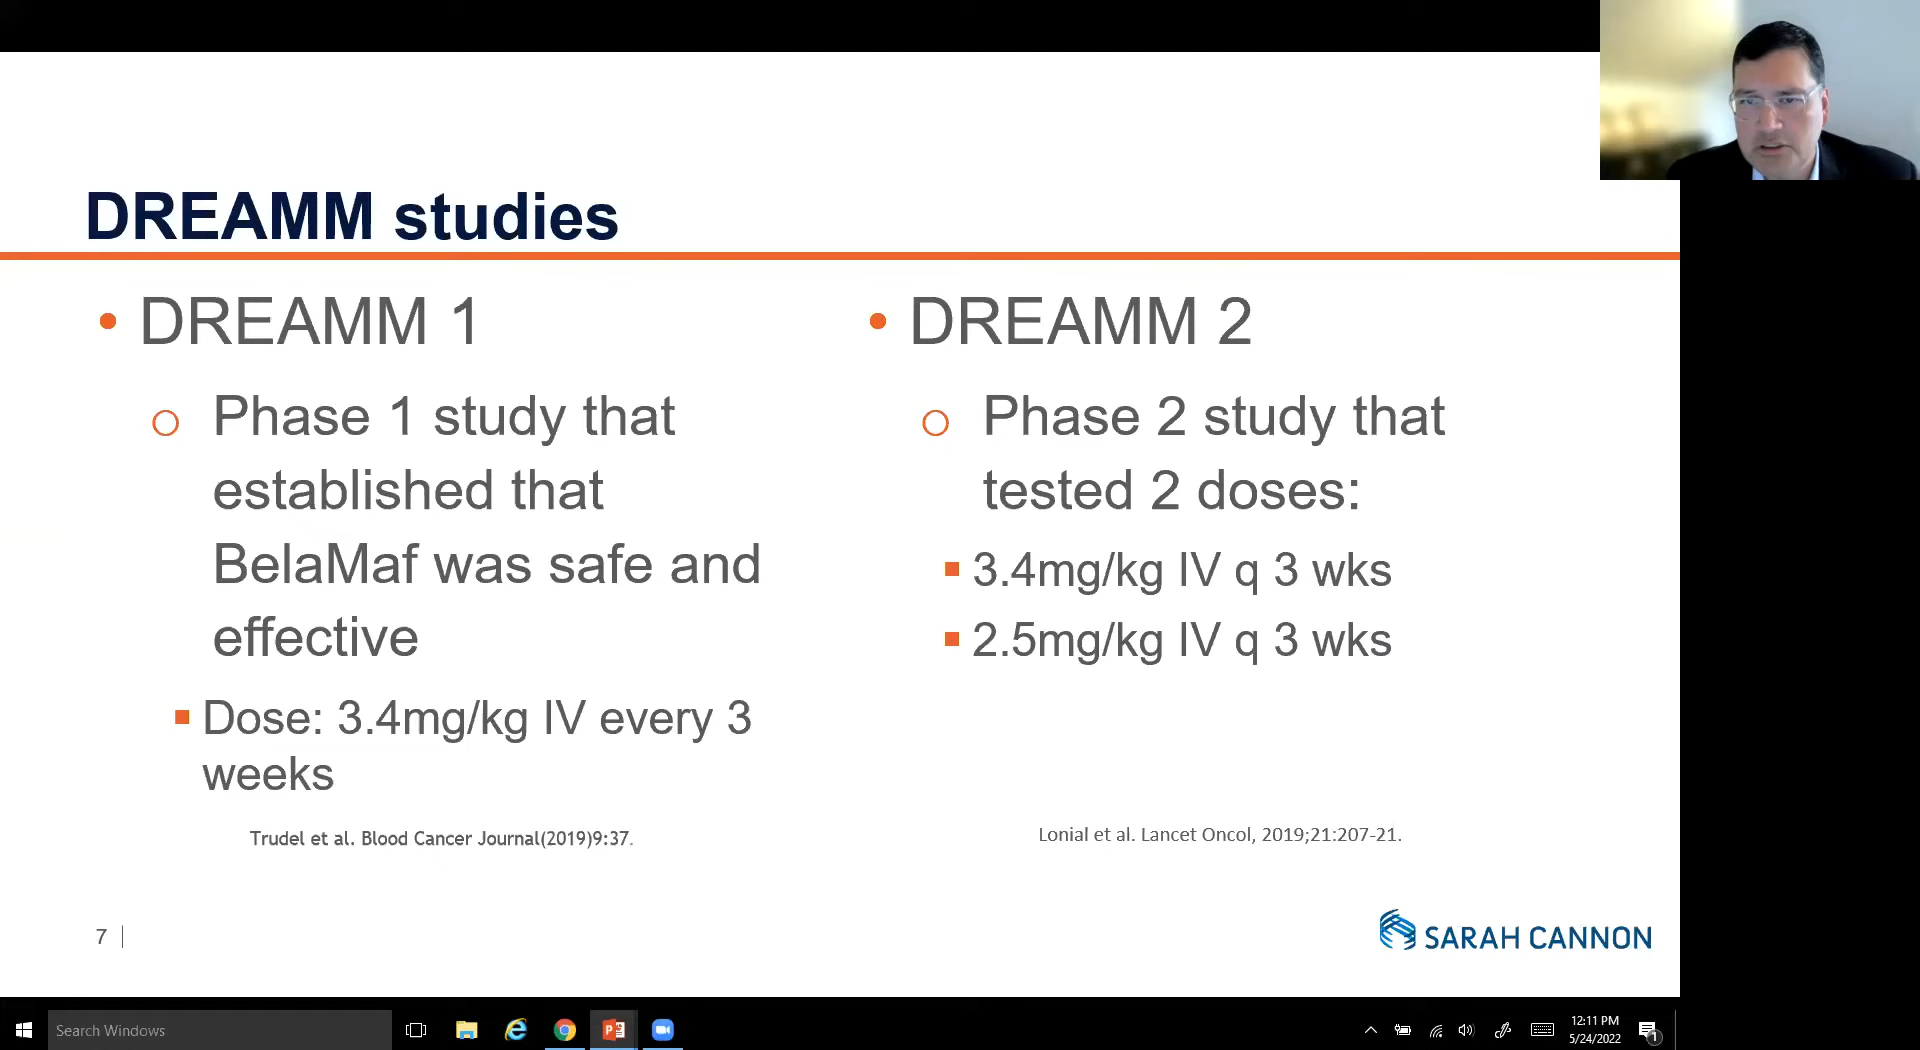 DREAMM studies
• DREAMM 1
Phase 1 study that
established that
BelaMaf was safe and
effective
Dose: 3.4mg/kg IV every 3
weeks
Trudel et al. Blood Cancer Journal(2019)9:37.
• DREAMM 2
Phase 2 study that
tested 2 doses:
3.4mg/kg IV q 3 wks
2.5mg/kg IV q 3 wks
Lonial et al. Lancet Oncol, 2019;21:207-21.
7
SARAH CANNON
Search Windows
12:11 PM
5/24/2022
1